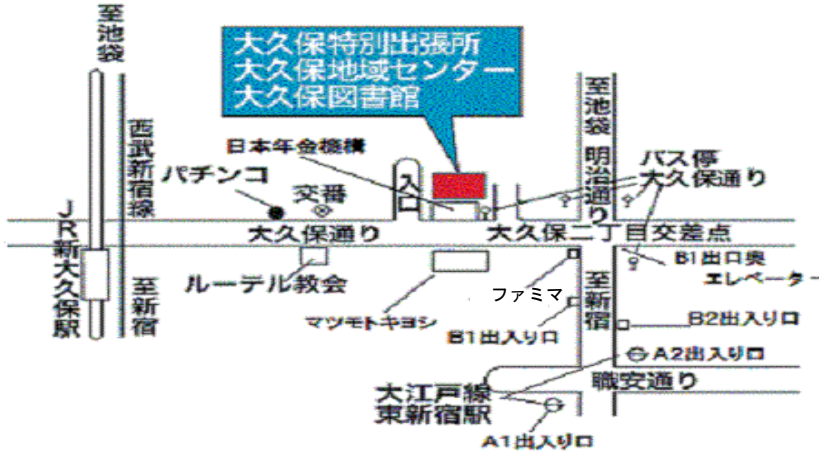 至池袋
大久保特別出張所
大久保地域センター
大久保図書館
至池袋
西武新宿線
日本年金機構
パチンコ
交番
入口
明治通り
バス停
大久保通り
大久保通り
大久保二丁目交差点
JR新大久保駅
至新宿
ルーテル教会
マツモトキヨシ
ファミマ
B1出入り口
至新宿
B1出口奥
エレベーター
B2出入り口
A2出入り口
職安通り
大江戸線
東新宿駅
A1出入り口